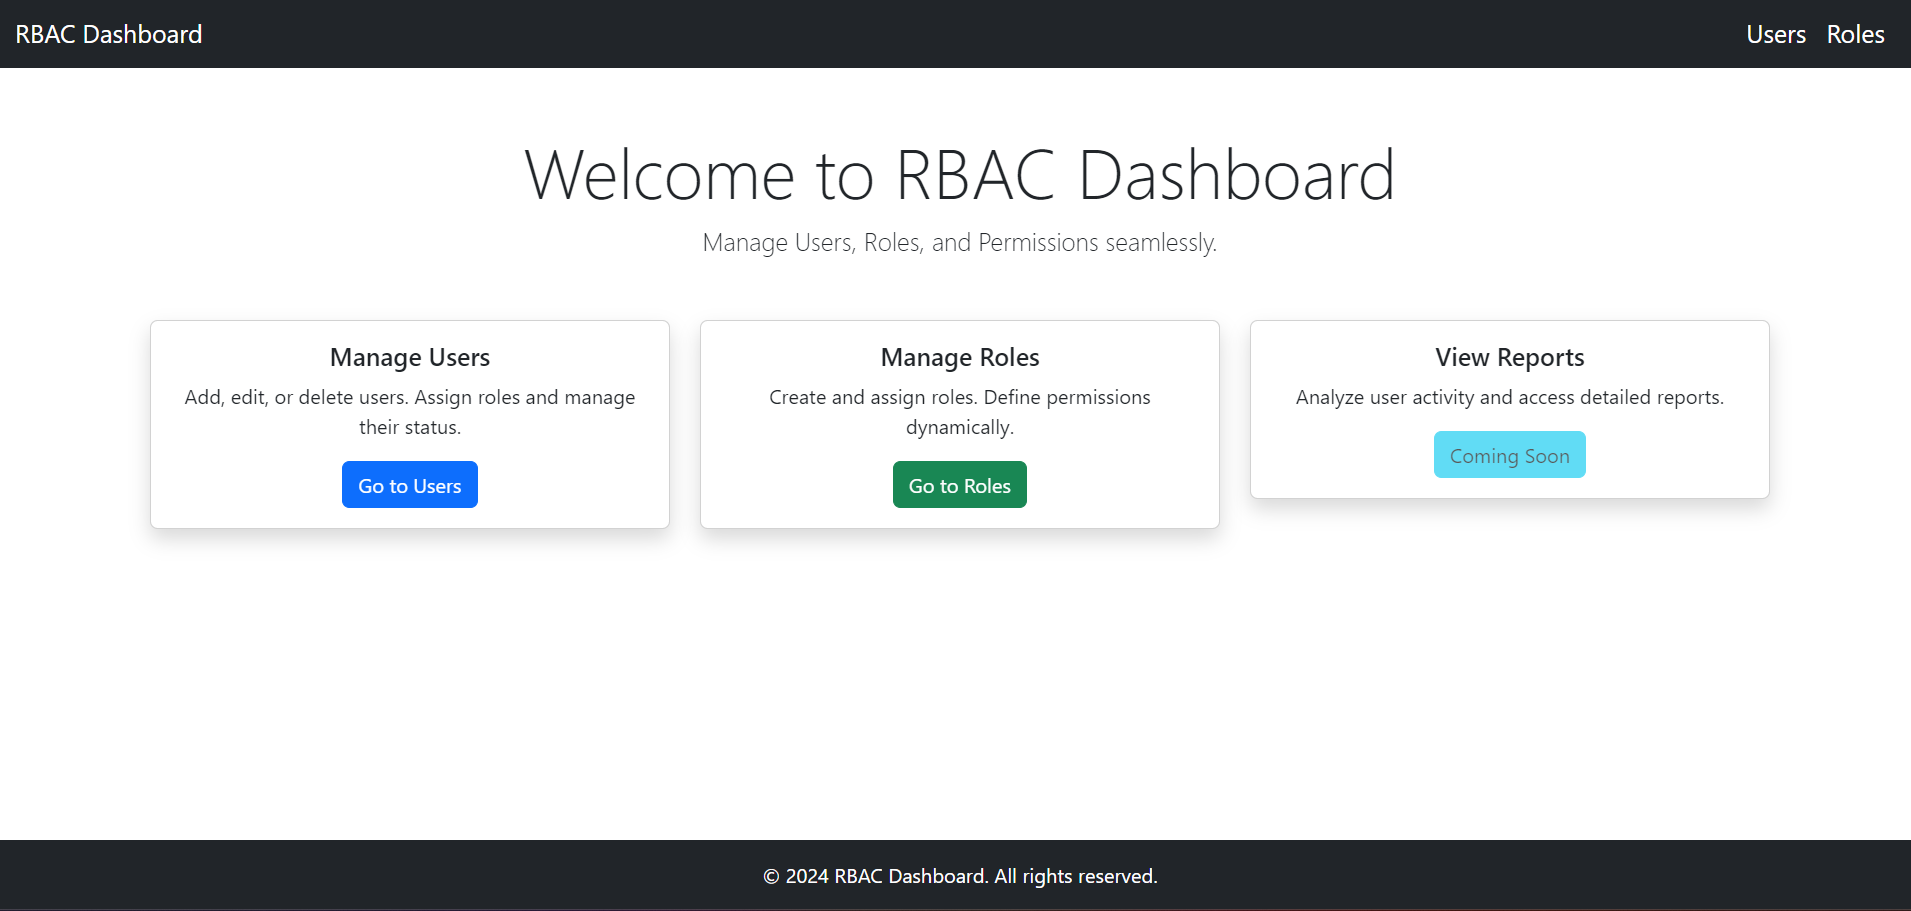 RBAC Dashboard
Users
Roles
Welcome to RBAC Dashboard
Manage Users, Roles, and Permissions seamlessly.
Manage Users
Add, edit, or delete users. Assign roles and manage
their status.
Go to Users
Manage Roles
Create and assign roles. Define permissions
dynamically.
Go to Roles
View Reports
Analyze user activity and access detailed reports.
Coming Soon
© 2024 RBAC Dashboard. All rights reserved.